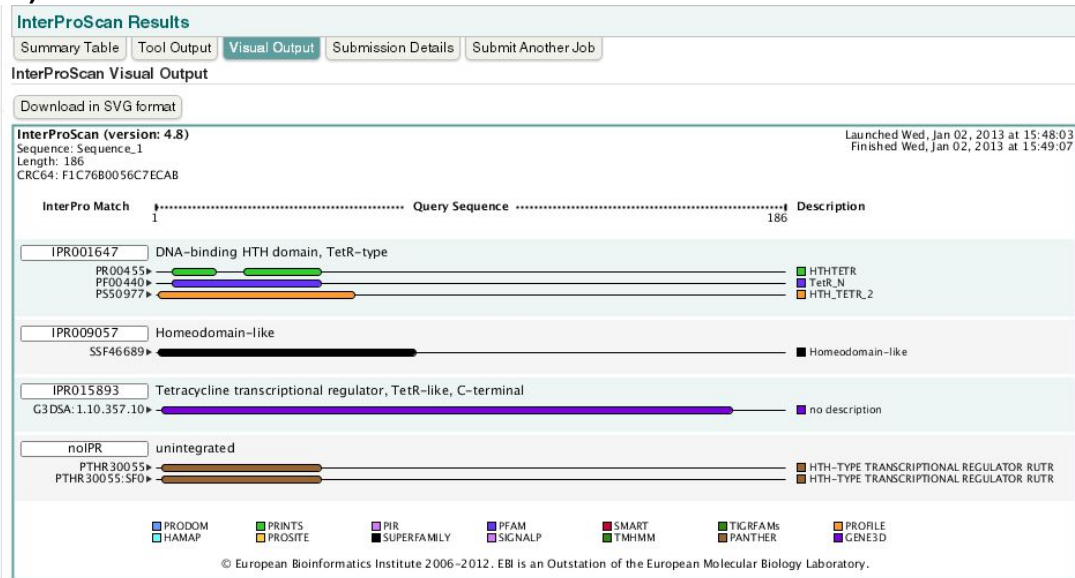 InterProScan Results
Summary Table Tool Output Visual Output Submission Details Submit Another Job
InterProScan Visual Output
Download in SVG format
InterProScan (version: 4.8) Launched Wed, Jan 02, 2013 at 15:48:03
Sequence: Sequence_1 Finished Wed, Jan 02, 2013 at 15:49:07
Length: 186
CRC64: F1C76B0056C7ECAB
InterPro Match Query Sequence Description
1 186
IPR001647 DNA-binding HTH domain, TetR-type
PR00455 HTHTETR
PF00440 TetR_N
PS50977 HTH_TETR_2
IPR009057 Homeodomain-like
SSF46689 Homeodomain-like
IPR015893 Tetracycline transcriptional regulator, TetR-like, C-terminal
G3DSA:1.10.357.10 no description
noIPR unintegrated
PTHR30055 HTH-TYPE TRANSCRIPTIONAL REGULATOR RUTR
PTHR30055:SF0 HTH-TYPE TRANSCRIPTIONAL REGULATOR RUTR
PRODOM PRINTS PIR PFAM SMART TIGRFAMs PROFILE
HAMAP PROSITE SUPERFAMILY SIGNALP TMHMM PANTHER GENE3D
© European Bioinformatics Institute 2006-2012. EBI is an Outstation of the European Molecular Biology Laboratory.